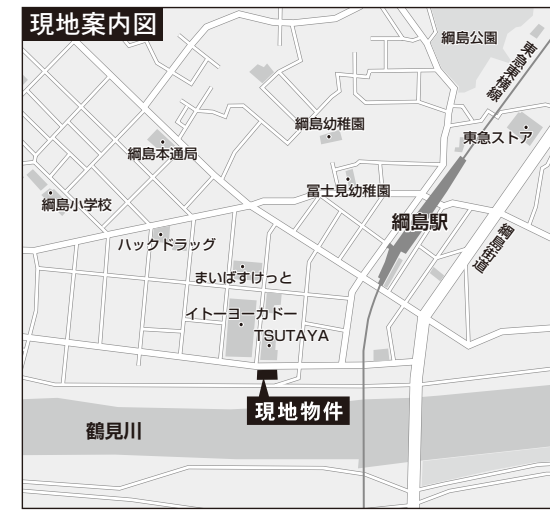 現地案内図
綱島公園
東急東横線
東急ストア
綱島幼稚園
綱島本通局
冨士見幼稚園
綱島小学校
綱島駅
綱島街道
ハックドラッグ
まいばすけっと
イトーヨーカドー
TSUTAYA
現地物件
鶴見川